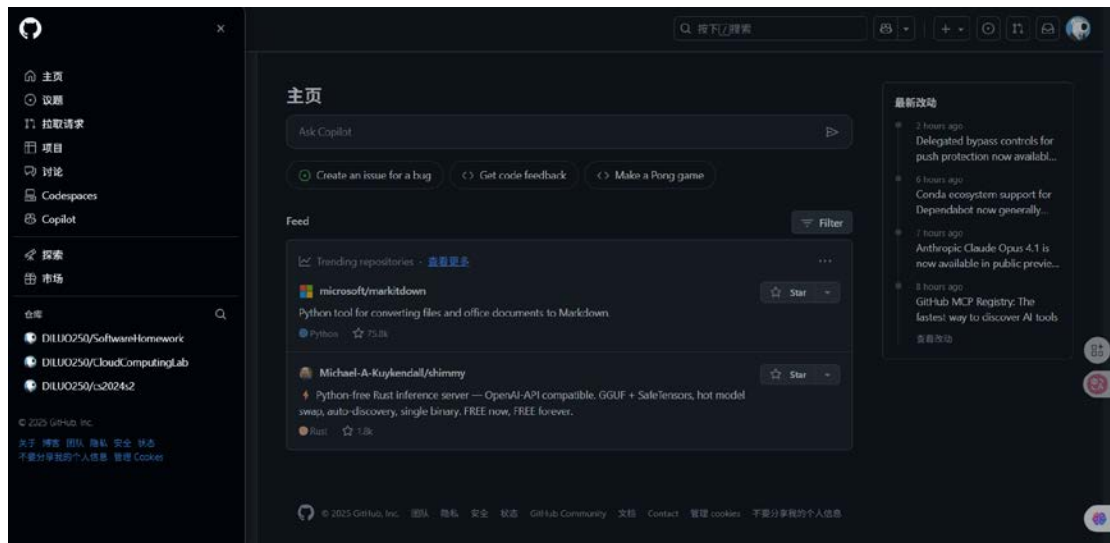 主页
议题
拉取请求
项目
讨论
Codespaces
Copilot
探索
市场
仓库
DILUO250/SoftwareHomework
DILUO250/CloudComputingLab
DILUO250/cs2024s2
© 2025 GitHub, Inc.
关于 博客 团队 隐私 安全 状态
不要分享我的个人信息 管理 Cookies
按下/搜索
主页
Ask Copilot
Create an issue for a bug
Get code feedback
Make a Pong game
Feed
Filter
Trending repositories · 查看更多
microsoft/markitdown
Star
Python tool for converting files and office documents to Markdown.
Python 75.8k
Michael-A-Kuykendall/shimmy
Star
Python-free Rust inference server — OpenAI-API compatible. GGUF + SafeTensors, hot model
swap, auto-discovery, single binary. FREE now, FREE forever.
Rust 1.8k
最新改动
2 hours ago
Delegated bypass controls for
push protection now availabl...
6 hours ago
Conda ecosystem support for
Dependabot now generally...
7 hours ago
Anthropic Claude Opus 4.1 is
now available in public previe...
8 hours ago
GitHub MCP Registry: The
fastest way to discover AI tools
查看改动
© 2025 GitHub, Inc. 团队 隐私 安全 状态 GitHub Community 文档 Contact 管理 cookies 不要分享我的个人信息